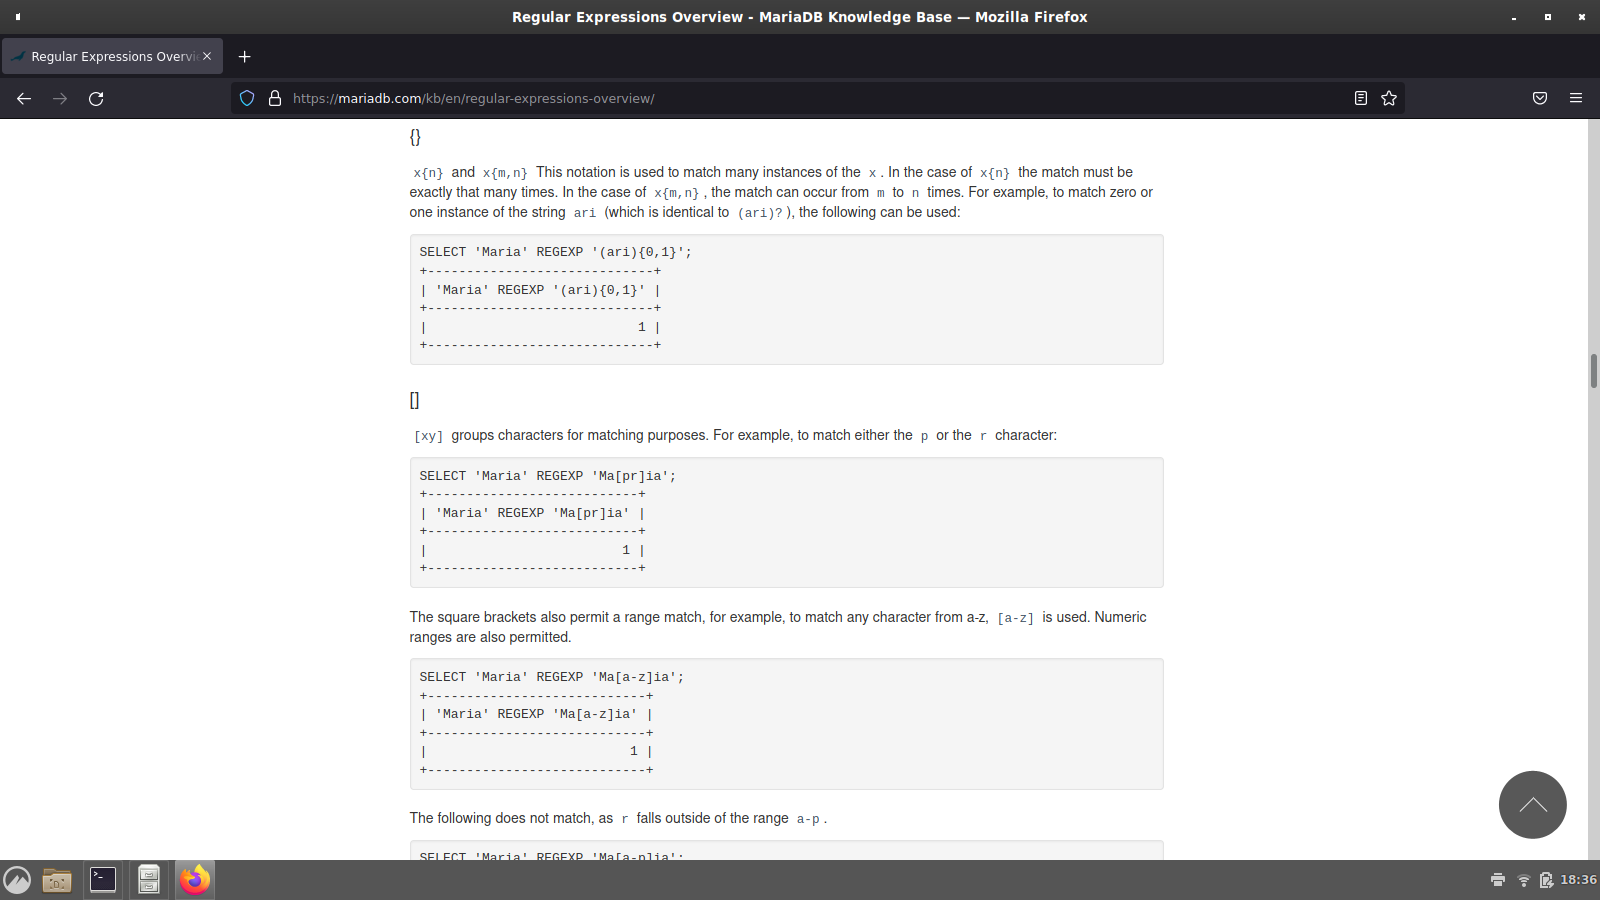 Regular Expressions Overview - MariaDB Knowledge Base — Mozilla Firefox
Regular Expressions Overvi
https://mariadb.com/kb/en/regular-expressions-overview/
{}
x{n} and x{m,n} This notation is used to match many instances of the x. In the case of x{n} the match must be
exactly that many times. In the case of x{m,n}, the match can occur from m to n times. For example, to match zero or
one instance of the string ari (which is identical to (ari)?), the following can be used:
SELECT 'Maria' REGEXP '(ari){0,1}';
+-----------------------------+
| 'Maria' REGEXP '(ari){0,1}' |
+-----------------------------+
|                           1 |
+-----------------------------+
[]
[xy] groups characters for matching purposes. For example, to match either the p or the r character:
SELECT 'Maria' REGEXP 'Ma[pr]ia';
+---------------------------+
| 'Maria' REGEXP 'Ma[pr]ia' |
+---------------------------+
|                         1 |
+---------------------------+
The square brackets also permit a range match, for example, to match any character from a-z, [a-z] is used. Numeric
ranges are also permitted.
SELECT 'Maria' REGEXP 'Ma[a-z]ia';
+----------------------------+
| 'Maria' REGEXP 'Ma[a-z]ia' |
+----------------------------+
|                          1 |
+----------------------------+
The following does not match, as r falls outside of the range a-p.
SELECT 'Maria' REGEXP 'Ma[a-p]ia';
18:36